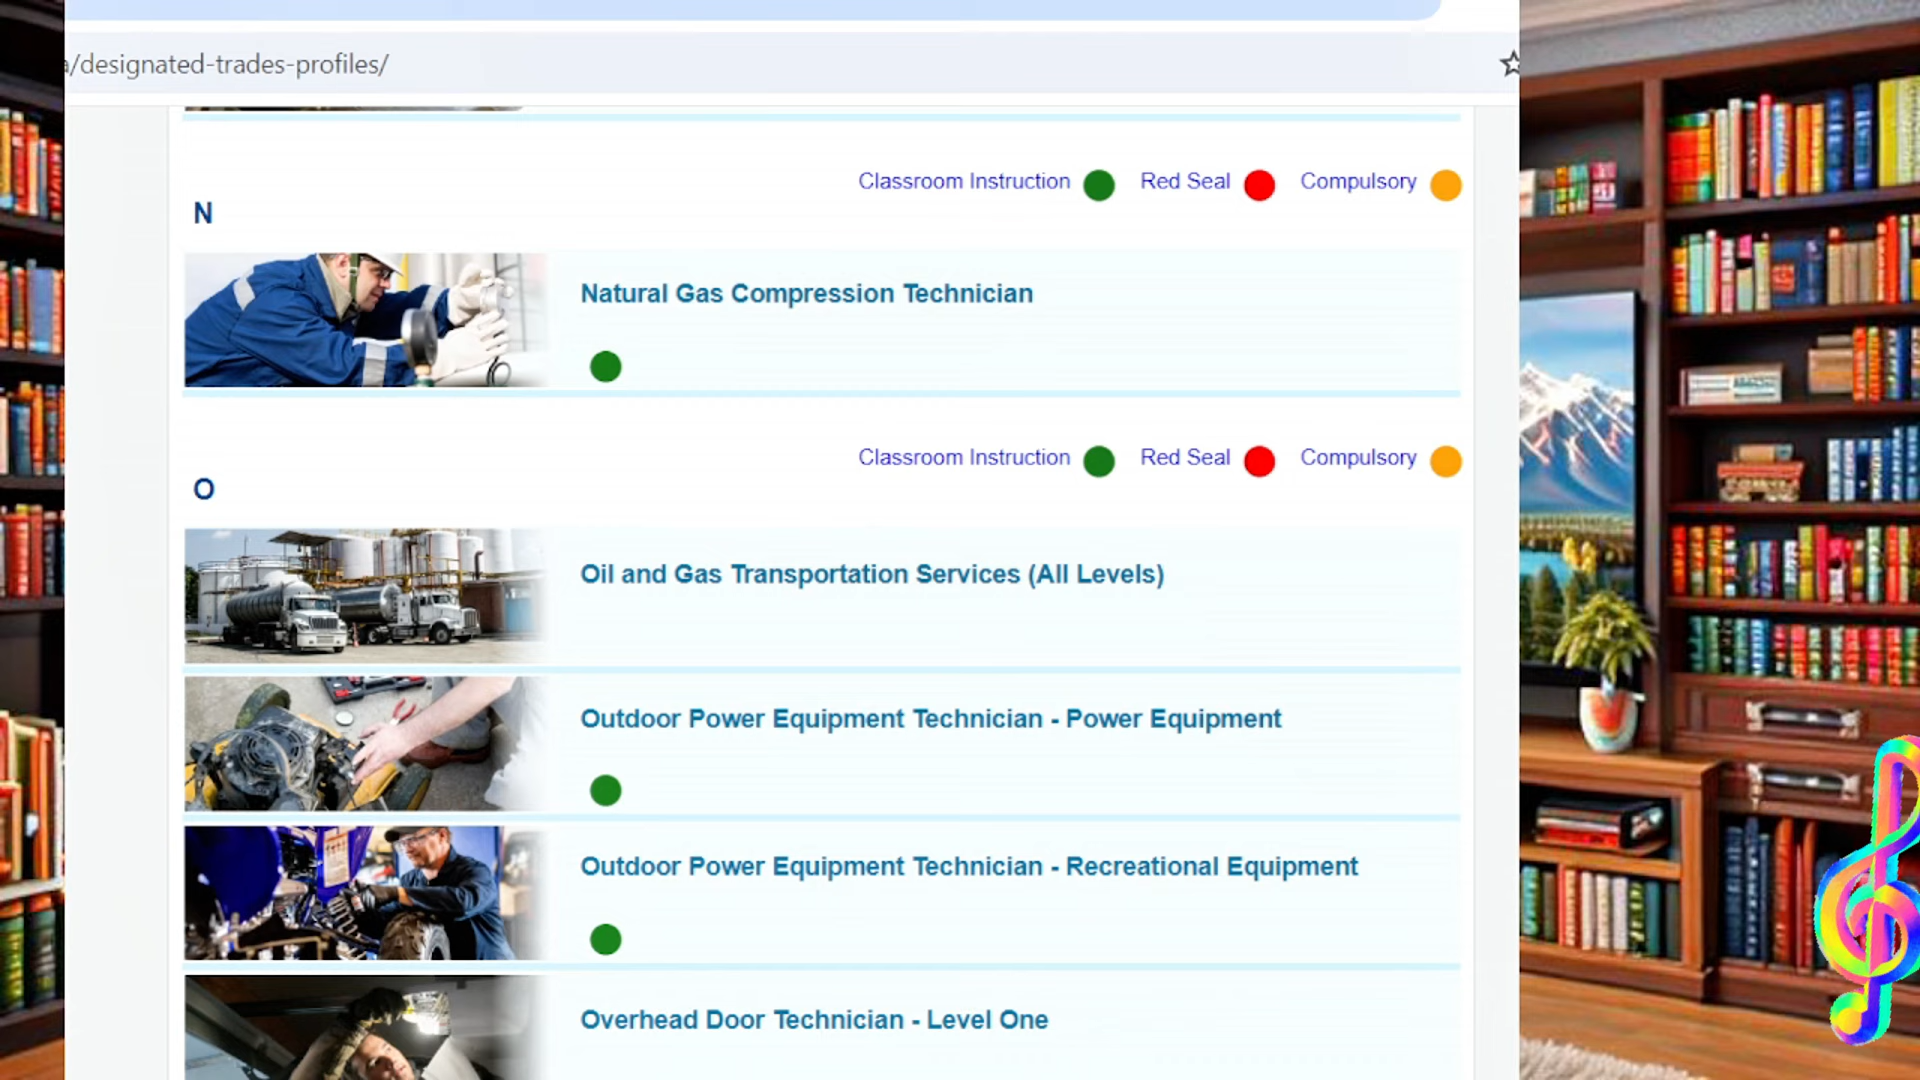 /designated-trades-profiles/
Classroom Instruction Red Seal Compulsory
N
Natural Gas Compression Technician
Classroom Instruction Red Seal Compulsory
O
Oil and Gas Transportation Services (All Levels)
Outdoor Power Equipment Technician - Power Equipment
Outdoor Power Equipment Technician - Recreational Equipment
Overhead Door Technician - Level One